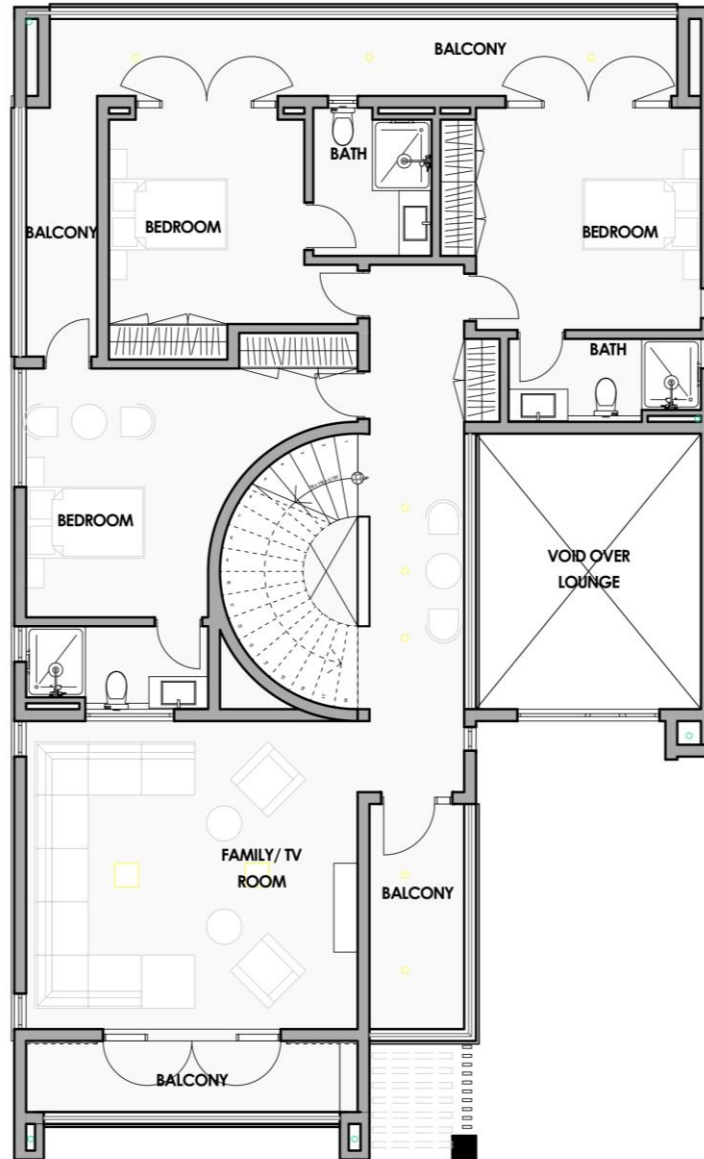 BALCONY
BATH
BEDROOM
BALCONY
BEDROOM
BATH
BEDROOM
VOID OVER
LOUNGE
FAMILY/ TV
ROOM
BALCONY
BALCONY